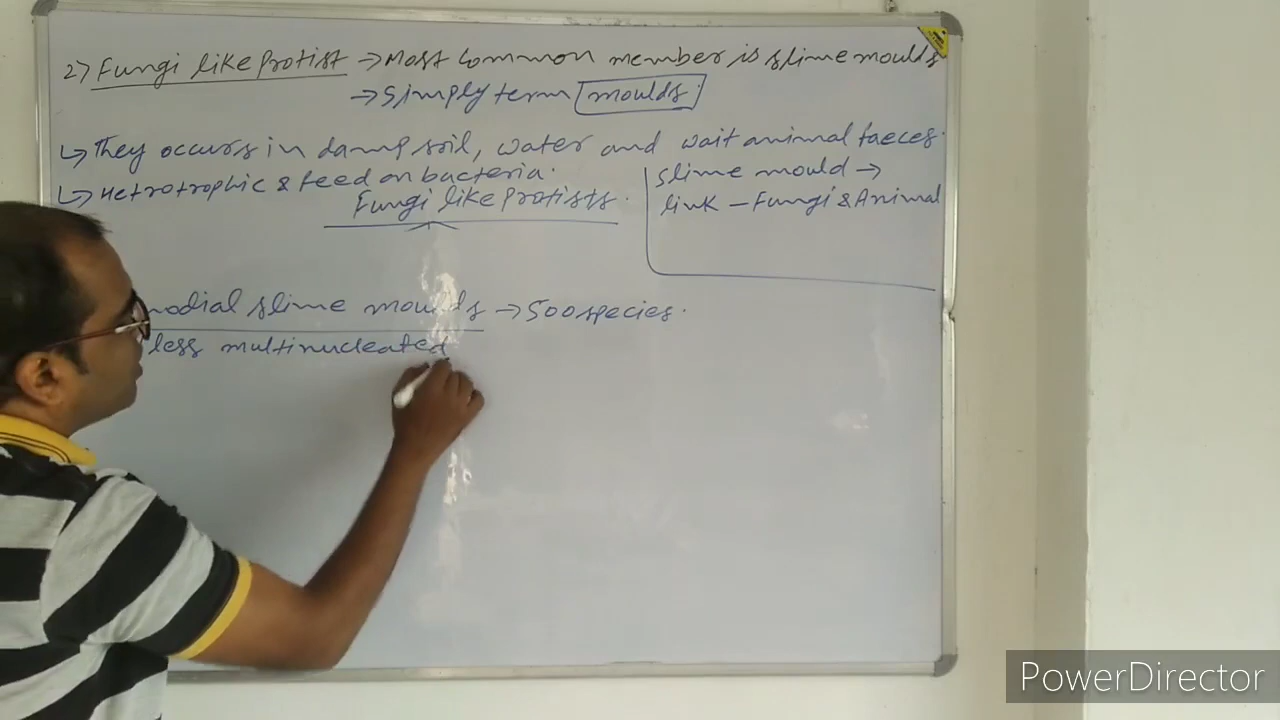 2) Fungi like Protist → Most Common member is slime moulds
→ Simply term moulds
↳ They occurs in damp soil, water and wait animal faeces.
↳ Hetrotrophic & feed on bacteria.
slime mould →
link - Fungi & Animal
Fungi like Protists.
modial slime moulds → 500 species.
less multinucleated
PowerDirector